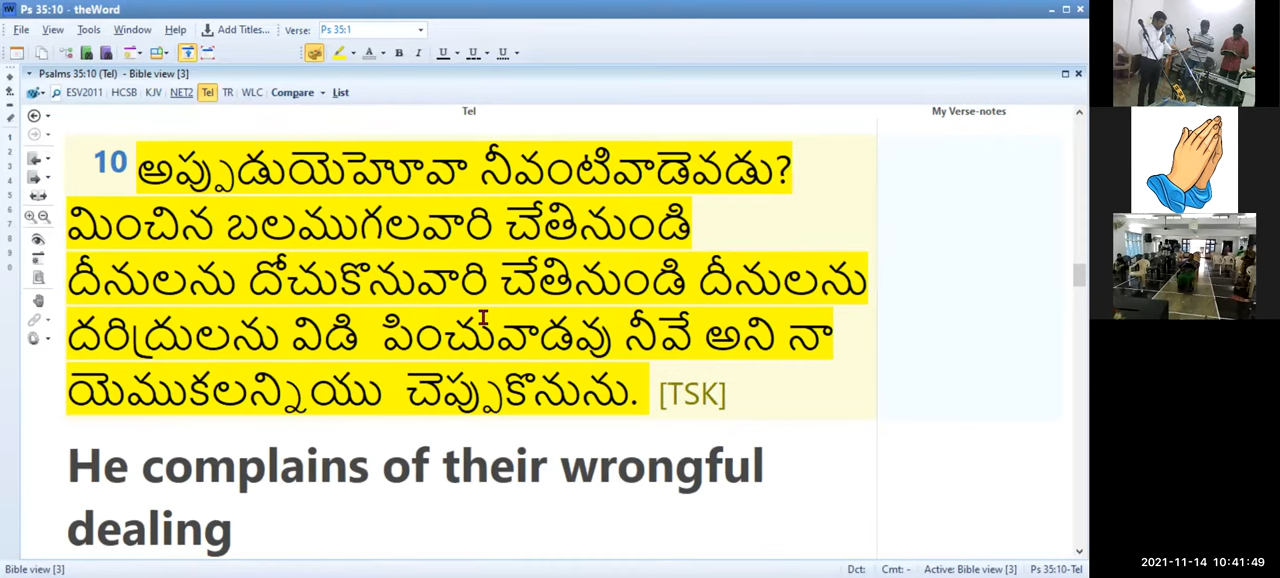 Ps 35:10 - theWord
File View Tools Window Help Add Titles... Verse: Ps 35:1
A B I U U U
Psalms 35:10 (Tel) - Bible view [3]
ESV2011 HCSB KJV NET2 Tel TR WLC Compare List
Tel My Verse-notes
10 అప్పుడుయెహోవా నీవంటివాడెవడు?
మించిన బలముగలవారి చేతినుండి
దీనులను దోచుకొనువారి చేతినుండి దీనులను
దరిద్రులను విడి పించువాడవు నీవే అని నా
యెముకలన్నియు చెప్పుకొనును. [TSK]
He complains of their wrongful
dealing
Bible view [3] Dct: Cmt: - Active: Bible view [3] Ps 35:10-Tel
2021-11-14 10:41:49